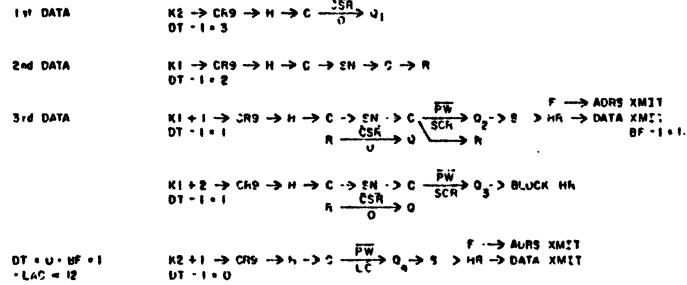 1st DATA K2 → CR9 → H → C CSR/0 → Q1
DT - 1 = 3
2nd DATA K1 → CR9 → H → C → SN → C → R
DT - 1 = 2
F → ADRS XMIT
3rd DATA K1 + 1 → CR9 → H → C → SN → C PW/SCR → Q2 → S > HR → DATA XMIT
DT - 1 = 1 R CSR/0 → Q → R BF - 1 = 1.
K1 + 2 → CR9 → H → C → SN → C PW/SCR → Q3 → BLOCK HR
DT - 1 = 1 R CSR/0 → Q
F → ADRS XMIT
DT = 0 · BF = 1 K2 + 1 → CR9 → H → C PW/LC → Q4 → S > HR → DATA XMIT
· LAC = 12 DT - 1 = 0